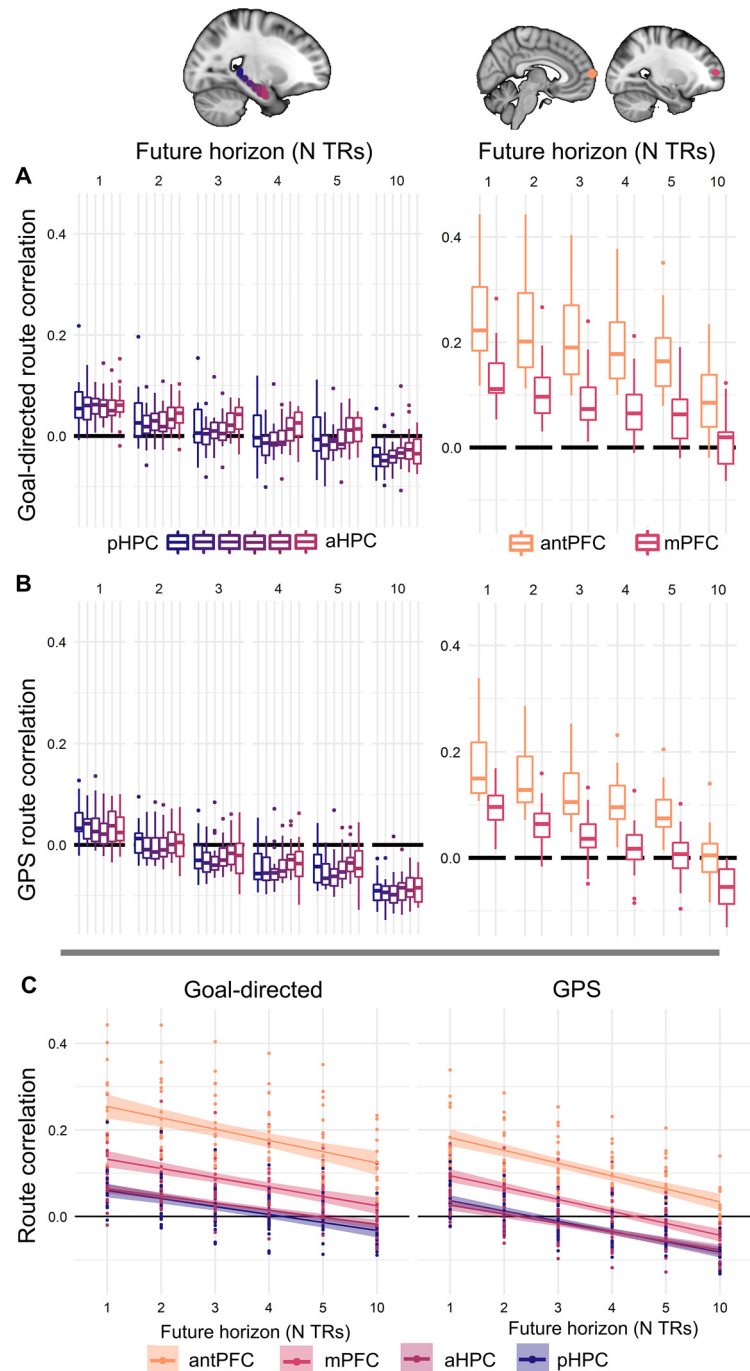 Future horizon (N TRs)
Future horizon (N TRs)
A
1 2 3 4 5 10
1 2 3 4 5 10
Goal-directed route correlation
0.4
0.2
0.0
0.4
0.2
0.0
pHPC aHPC
antPFC mPFC
B
1 2 3 4 5 10
1 2 3 4 5 10
GPS route correlation
0.4
0.2
0.0
0.4
0.2
0.0
C
Goal-directed
GPS
Route correlation
0.4
0.2
0.0
1 2 3 4 5 10
1 2 3 4 5 10
Future horizon (N TRs)
Future horizon (N TRs)
antPFC mPFC aHPC pHPC